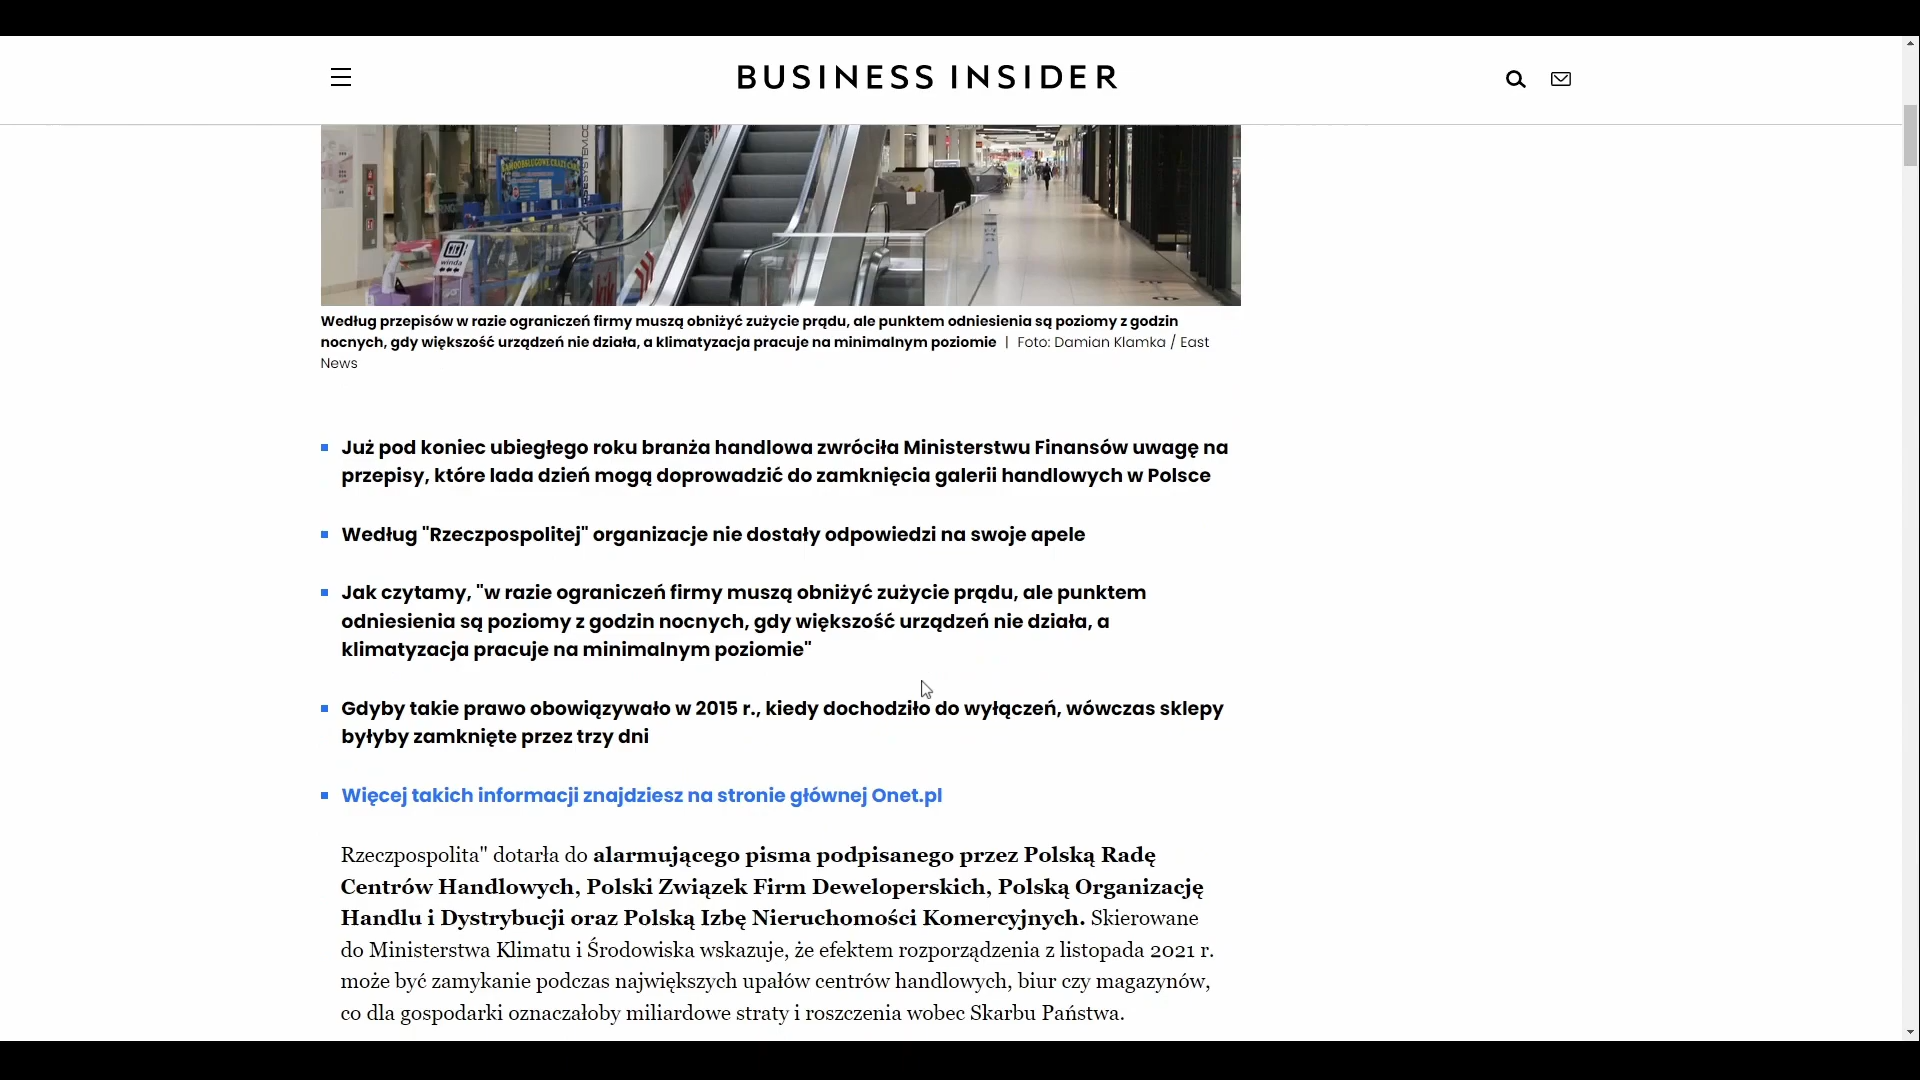 BUSINESS INSIDER
winda
kik
Według przepisów w razie ograniczeń firmy muszą obniżyć zużycie prądu, ale punktem odniesienia są poziomy z godzin
nocnych, gdy większość urządzeń nie działa, a klimatyzacja pracuje na minimalnym poziomie | Foto: Damian Klamka / East
News
Już pod koniec ubiegłego roku branża handlowa zwróciła Ministerstwu Finansów uwagę na
przepisy, które lada dzień mogą doprowadzić do zamknięcia galerii handlowych w Polsce
Według "Rzeczpospolitej" organizacje nie dostały odpowiedzi na swoje apele
Jak czytamy, "w razie ograniczeń firmy muszą obniżyć zużycie prądu, ale punktem
odniesienia są poziomy z godzin nocnych, gdy większość urządzeń nie działa, a
klimatyzacja pracuje na minimalnym poziomie"
Gdyby takie prawo obowiązywało w 2015 r., kiedy dochodziło do wyłączeń, wówczas sklepy
byłyby zamknięte przez trzy dni
Więcej takich informacji znajdziesz na stronie głównej Onet.pl
Rzeczpospolita" dotarła do alarmującego pisma podpisanego przez Polską Radę
Centrów Handlowych, Polski Związek Firm Deweloperskich, Polską Organizację
Handlu i Dystrybucji oraz Polską Izbę Nieruchomości Komercyjnych. Skierowane
do Ministerstwa Klimatu i Środowiska wskazuje, że efektem rozporządzenia z listopada 2021 r.
może być zamykanie podczas największych upałów centrów handlowych, biur czy magazynów,
co dla gospodarki oznaczałoby miliardowe straty i roszczenia wobec Skarbu Państwa.